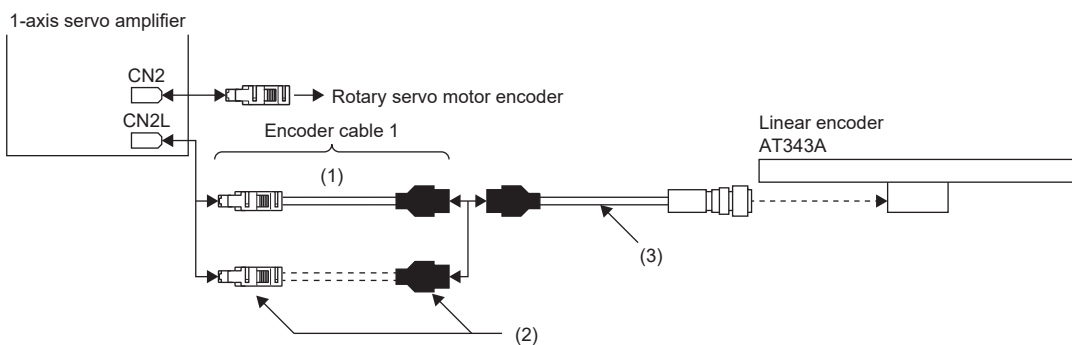 1-axis servo amplifier
CN2
Rotary servo motor encoder
CN2L
Encoder cable 1
Linear encoder
AT343A
(1)
(3)
(2)